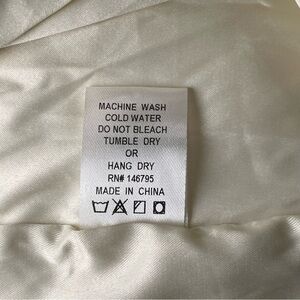 MACHINE WASH
COLD WATER
DO NOT BLEACH
TUMBLE DRY
OR
HANG DRY
RN# 146795
MADE IN CHINA